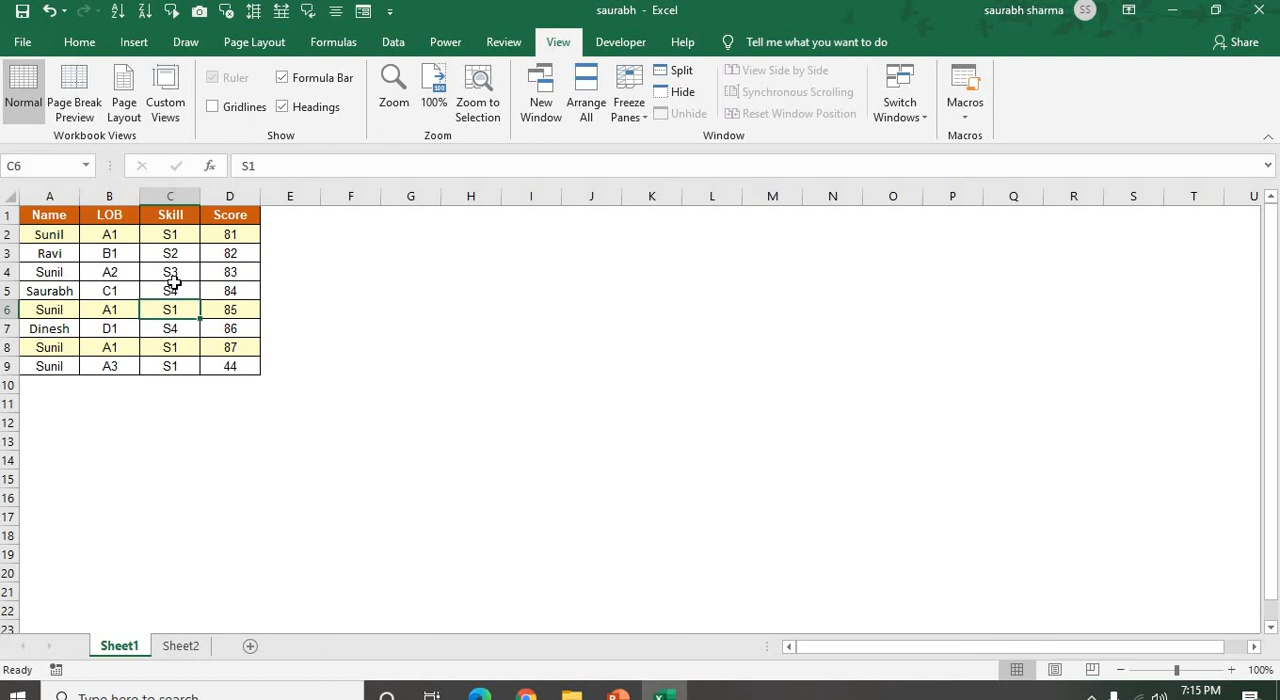 saurabh - Excel
saurabh sharma SS
File Home Insert Draw Page Layout Formulas Data Power Review View Developer Help Tell me what you want to do Share
Normal Page Break Preview Page Layout Custom Views
Workbook Views
Ruler Formula Bar
Gridlines Headings
Show
Zoom 100% Zoom to Selection
Zoom
New Window Arrange All Freeze Panes
Split
Hide
Unhide
View Side by Side
Synchronous Scrolling
Reset Window Position
Switch Windows
Window
Macros
Macros
C6 fx S1
A B C D E F G H I J K L M N O P Q R S T U
1 Name LOB Skill Score
2 Sunil A1 S1 81
3 Ravi B1 S2 82
4 Sunil A2 S3 83
5 Saurabh C1 S4 84
6 Sunil A1 S1 85
7 Dinesh D1 S4 86
8 Sunil A1 S1 87
9 Sunil A3 S1 44
10
11
12
13
14
15
16
17
18
19
20
21
22
23
Sheet1 Sheet2
Ready 100%
Type here to search 7:15 PM